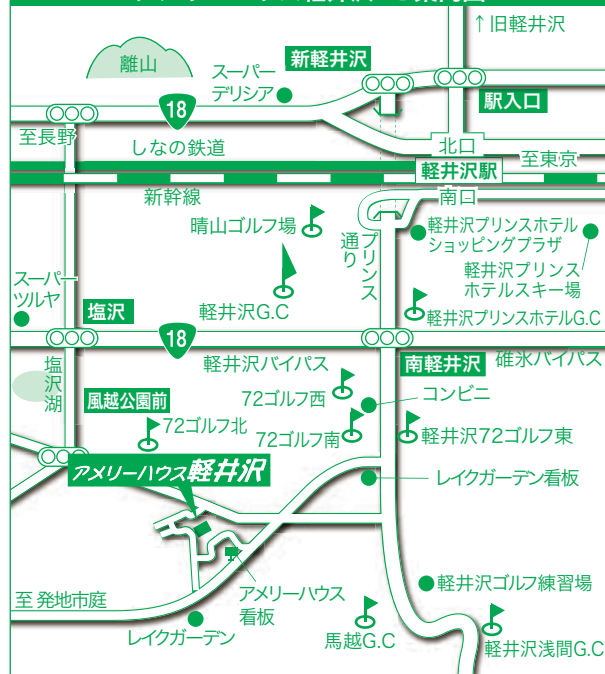 ↑旧軽井沢
離山
スーパー
デリシア
新軽井沢
18
駅入口
至長野
しなの鉄道
北口
至東京
軽井沢駅
新幹線
南口
晴山ゴルフ場
プリンス
通り
軽井沢プリンスホテル
ショッピングプラザ
軽井沢プリンス
ホテルスキー場
スーパー
ツルヤ
軽井沢G.C
塩沢
軽井沢プリンスホテルG.C
18
軽井沢バイパス
南軽井沢
碓氷バイパス
塩沢湖
風越公園前
72ゴルフ西
コンビニ
72ゴルフ北
72ゴルフ南
軽井沢72ゴルフ東
アメリーハウス軽井沢
レイクガーデン看板
至 発地市庭
アメリーハウス
看板
軽井沢ゴルフ練習場
レイクガーデン
馬越G.C
軽井沢浅間G.C